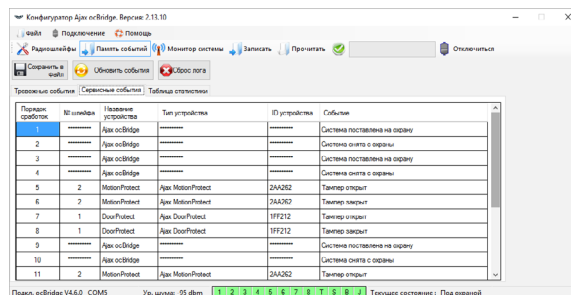 Конфигуратор Ajax ocBridge. Версия: 2.13.10
Файл Подключение Помощь
Радиошлейфы Память событий Монитор системы Записать Прочитать Отключиться
Сохранить в файл Обновить события Сброс лога
Тревожные события Сервисные события Таблица статистики
Порядок сработок № шлейфа Название устройства Тип устройства ID устройства Событие
1 ********** Ajax ocBridge ********** ********** Система поставлена на охрану
2 ********** Ajax ocBridge ********** ********** Система снята с охраны
3 ********** Ajax ocBridge ********** ********** Система поставлена на охрану
4 ********** Ajax ocBridge ********** ********** Система снята с охраны
5 2 MotionProtect Ajax MotionProtect 2AA262 Тампер открыт
6 2 MotionProtect Ajax MotionProtect 2AA262 Тампер закрыт
7 1 DoorProtect Ajax DoorProtect 1FF212 Тампер открыт
8 1 DoorProtect Ajax DoorProtect 1FF212 Тампер закрыт
9 ********** Ajax ocBridge ********** ********** Система поставлена на охрану
10 ********** Ajax ocBridge ********** ********** Система снята с охраны
11 2 MotionProtect Ajax MotionProtect 2AA262 Тампер открыт
Подкл. ocBridge V4.6.0 COM5 Ур. шума: -95 dbm 1 2 3 4 5 6 7 8 T S B J Текущее состояние: Под охраной